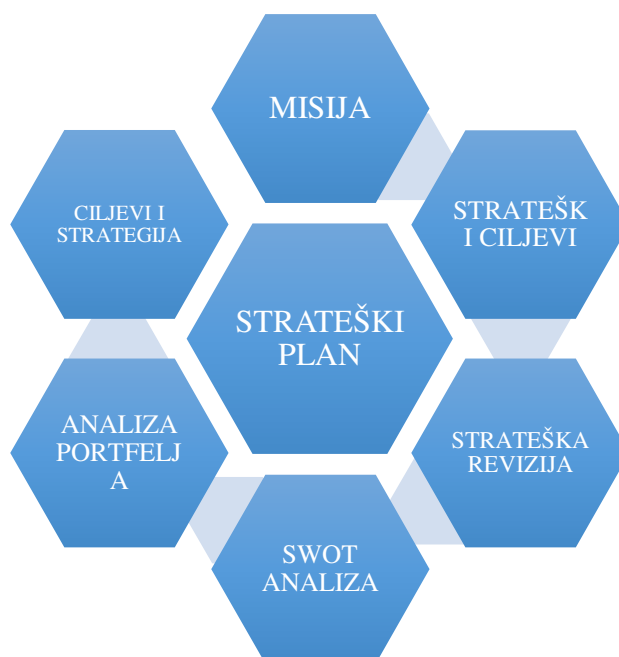 MISIJA
STRATEŠK
I CILJEVI
STRATEŠKA
REVIZIJA
SWOT
ANALIZA
ANALIZA
PORTFELJ
A
CILJEVI I
STRATEGIJA
STRATEŠKI
PLAN